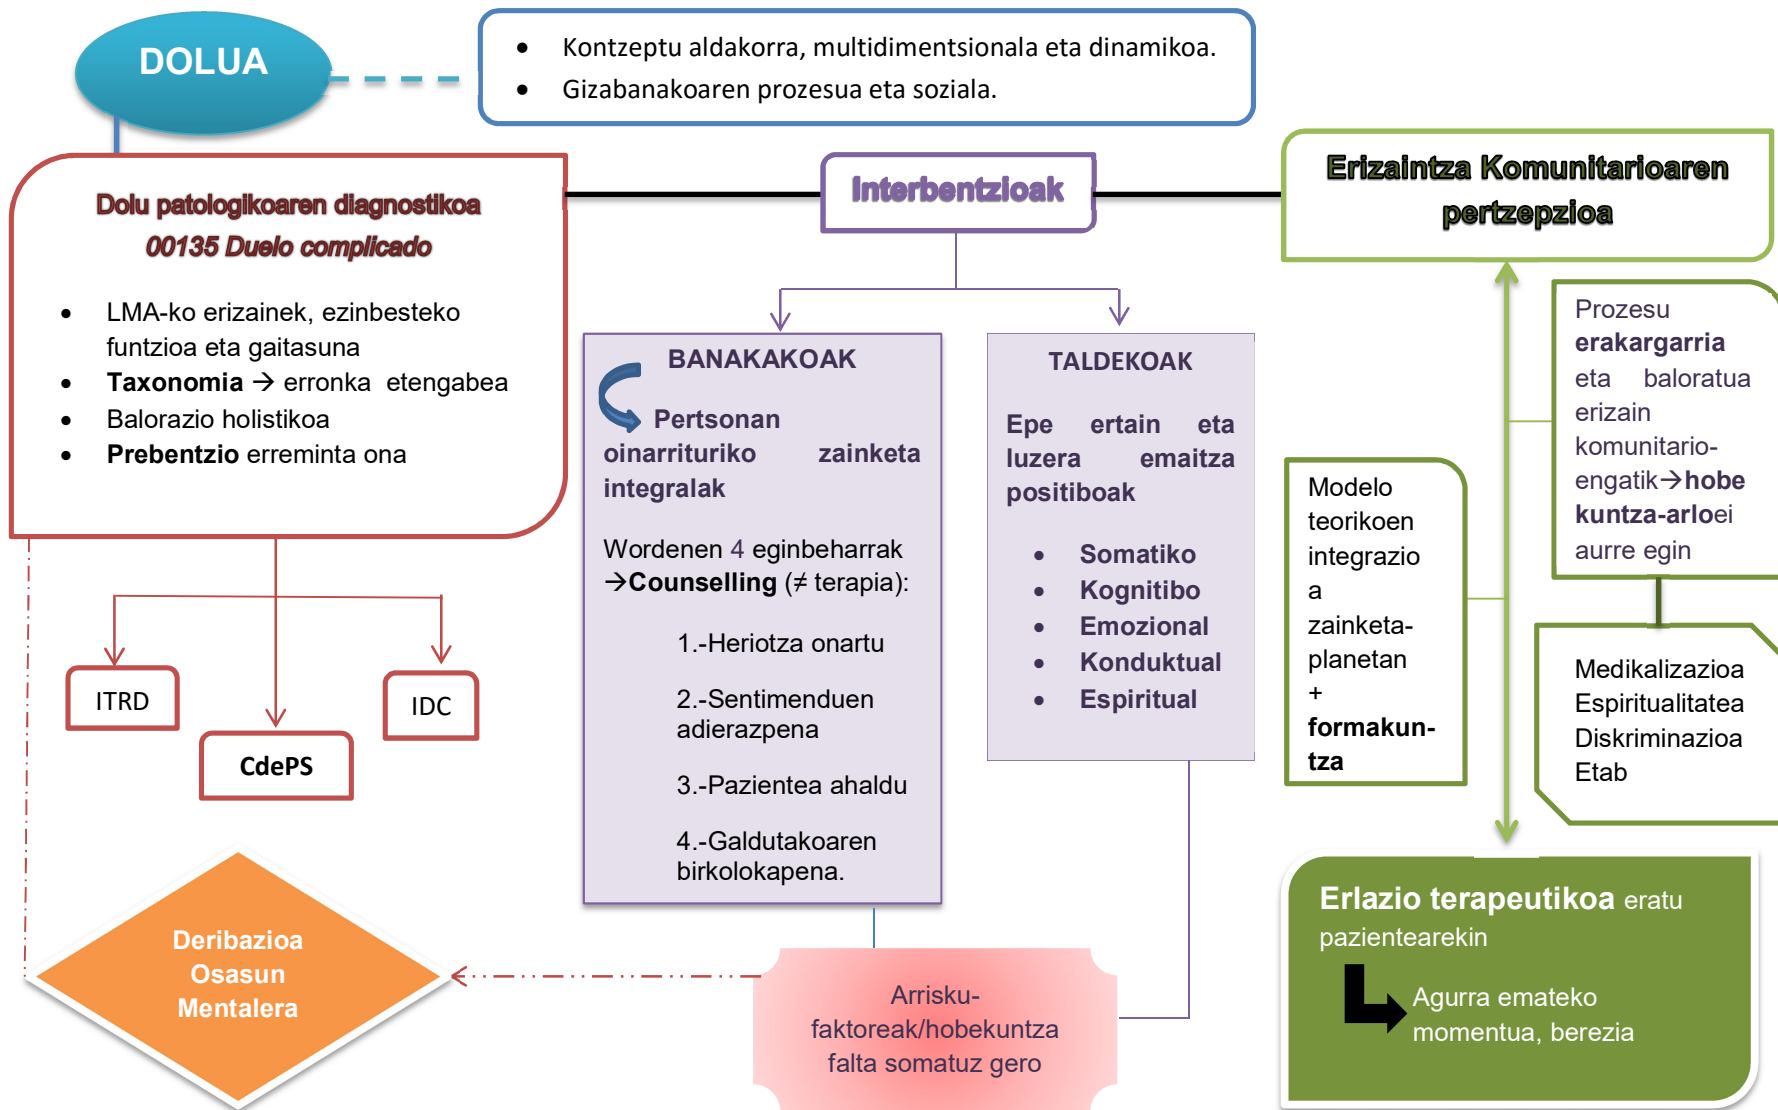 DOLUA
• Kontzeptu aldakorra, multidimentsionala eta dinamikoa.
• Gizabanakoaren prozesua eta soziala.
Dolu patologikoaren diagnostikoa
00135 Duelo complicado
• LMA-ko erizainek, ezinbesteko
funtzioa eta gaitasuna
• Taxonomia → erronka etengabea
• Balorazio holistikoa
• Prebentzio erreminta ona
ITRD
CdePS
IDC
Deribazioa
Osasun
Mentalera
Interbentzioak
BANAKAKOAK
Pertsonan
oinarrituriko zainketa
integralak
Wordenen 4 eginbeharrak
→Counselling (≠ terapia):
1.-Heriotza onartu
2.-Sentimenduen
adierazpena
3.-Pazientea ahaldu
4.-Galdutakoaren
birkolokapena.
TALDEKOAK
Epe ertain eta
luzera emaitza
positiboak
• Somatiko
• Kognitibo
• Emozional
• Konduktual
• Espiritual
Arrisku-
faktoreak/hobekuntza
falta somatuz gero
Erizaintza Komunitarioaren
pertzepzioa
Prozesu
erakargarria
eta baloratua
erizain
komunitario-
engatik→hobe
kuntza-arloei
aurre egin
Modelo
teorikoen
integrazio
a
zainketa-
planetan
+
formakun-
tza
Medikalizazioa
Espiritualitatea
Diskriminazioa
Etab
Erlazio terapeutikoa eratu
pazientearekin
Agurra emateko
momentua, berezia